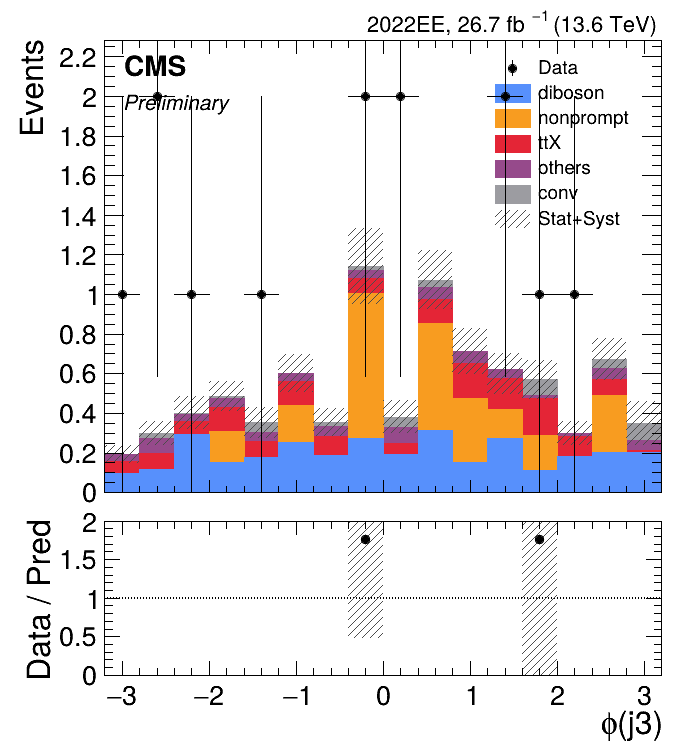 2022EE, 26.7 fb⁻¹ (13.6 TeV)
Events
CMS
Preliminary
Data
diboson
nonprompt
ttX
others
conv
Stat+Syst
2.2
2
1.8
1.6
1.4
1.2
1
0.8
0.6
0.4
0.2
0
Data / Pred
2
1.5
1
0.5
0
−3 −2 −1 0 1 2 3
ϕ(j3)